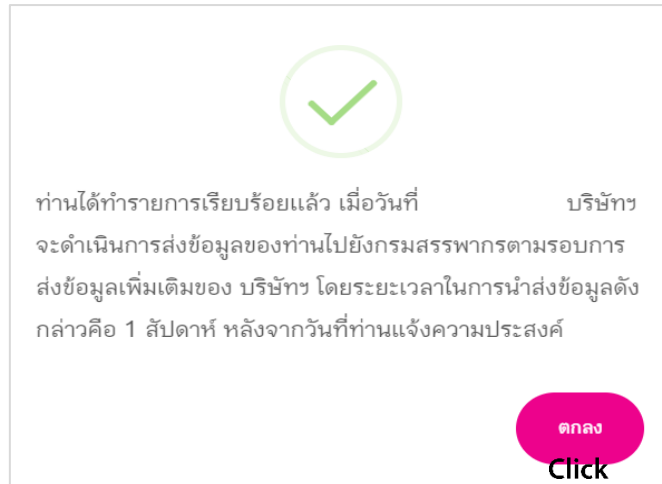 ท่านได้ทำรายการเรียบร้อยแล้ว เมื่อวันที่ บริษัทฯ
จะดำเนินการส่งข้อมูลของท่านไปยังกรมสรรพากรตามรอบการ
ส่งข้อมูลเพิ่มเติมของ บริษัทฯ โดยระยะเวลาในการนำส่งข้อมูลดัง
กล่าวคือ 1 สัปดาห์ หลังจากวันที่ท่านแจ้งความประสงค์
ตกลง
Click